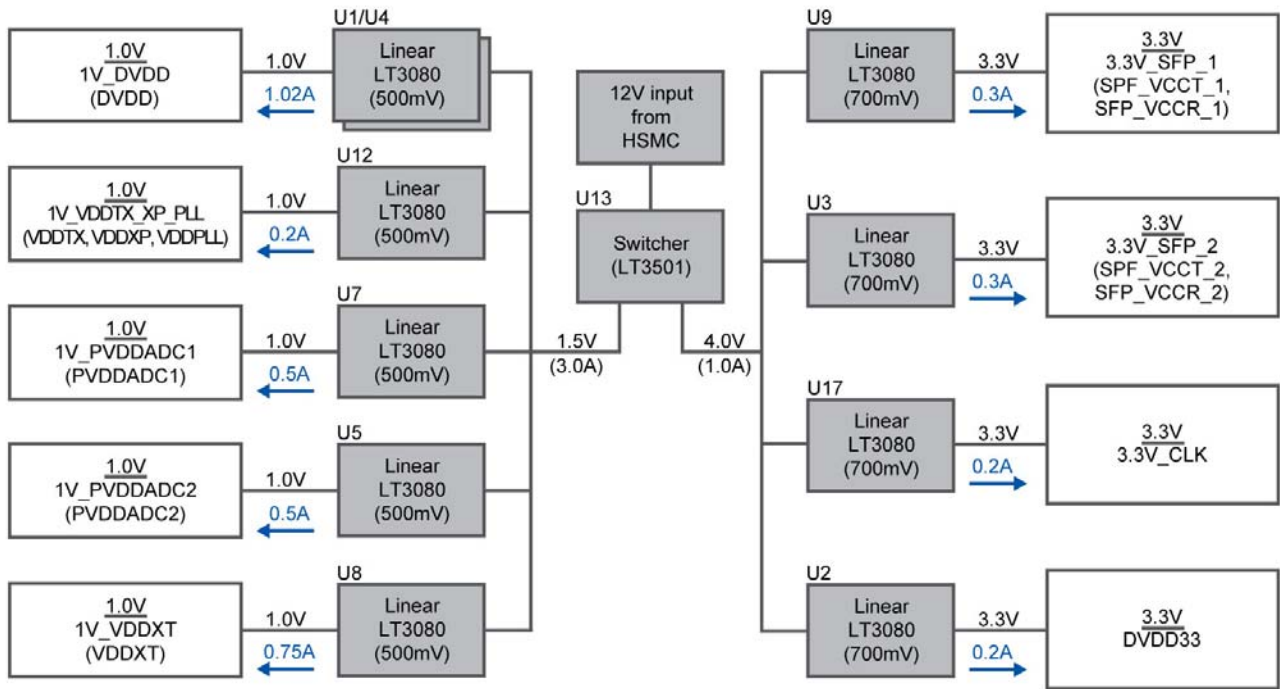 U1/U4
1.0V
1V_DVDD
(DVDD)
1.0V
1.02A
Linear
LT3080
(500mV)
U12
1.0V
1V_VDDTX_XP_PLL
(VDDTX, VDDXP, VDDPLL)
1.0V
0.2A
Linear
LT3080
(500mV)
U7
1.0V
1V_PVDDADC1
(PVDDADC1)
1.0V
0.5A
Linear
LT3080
(500mV)
U5
1.0V
1V_PVDDADC2
(PVDDADC2)
1.0V
0.5A
Linear
LT3080
(500mV)
U8
1.0V
1V_VDDXT
(VDDXT)
1.0V
0.75A
Linear
LT3080
(500mV)
12V input
from
HSMC
U13
Switcher
(LT3501)
1.5V
(3.0A)
4.0V
(1.0A)
U9
Linear
LT3080
(700mV)
3.3V
0.3A
3.3V
3.3V_SFP_1
(SPF_VCCT_1,
SFP_VCCR_1)
U3
Linear
LT3080
(700mV)
3.3V
0.3A
3.3V
3.3V_SFP_2
(SPF_VCCT_2,
SFP_VCCR_2)
U17
Linear
LT3080
(700mV)
3.3V
0.2A
3.3V
3.3V_CLK
U2
Linear
LT3080
(700mV)
3.3V
0.2A
3.3V
DVDD33